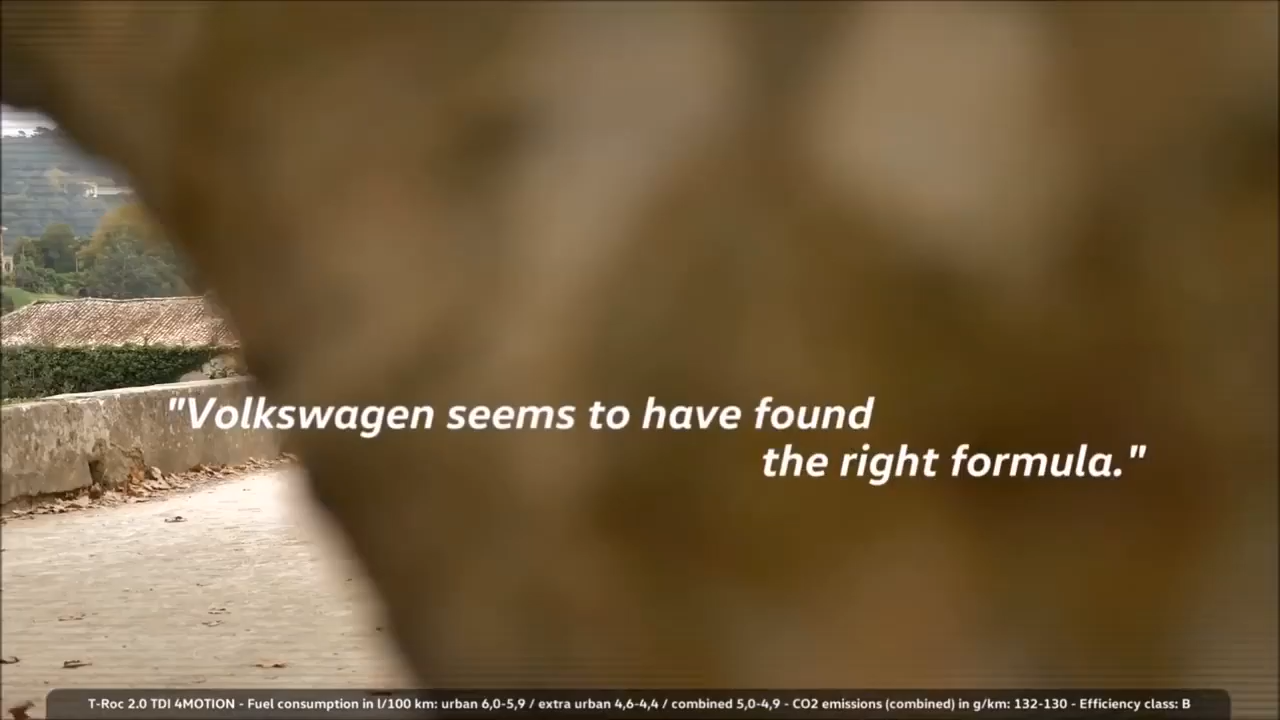 "Volkswagen seems to have found
the right formula."
T-Roc 2.0 TDI 4MOTION - Fuel consumption in l/100 km: urban 6,0-5,9 / extra urban 4,6-4,4 / combined 5,0-4,9 - CO2 emissions (combined) in g/km: 132-130 - Efficiency class: B